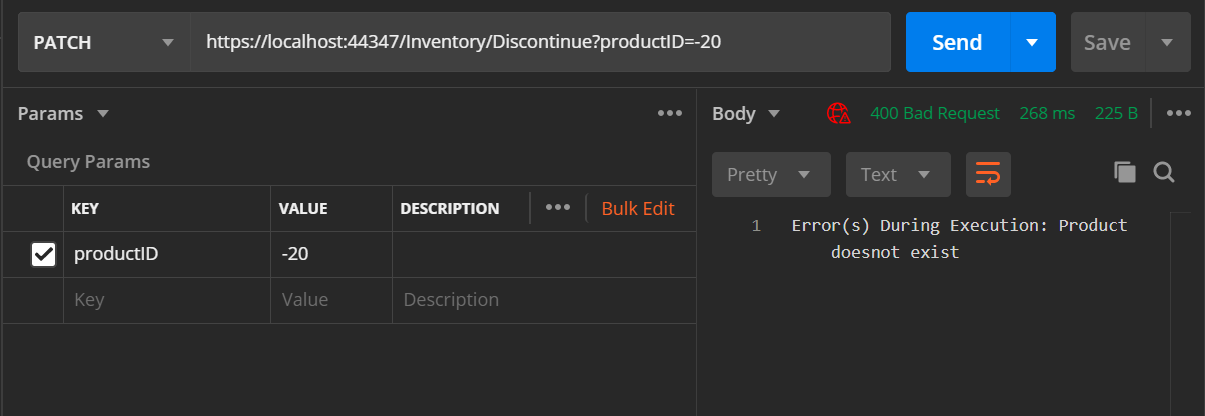 PATCH https://localhost:44347/Inventory/Discontinue?productID=-20 Send Save
Params
Body 400 Bad Request 268 ms 225 B
Query Params
Pretty Text
KEY VALUE DESCRIPTION Bulk Edit
1 Error(s) During Execution: Product
doesnot exist
productID -20
Key Value Description